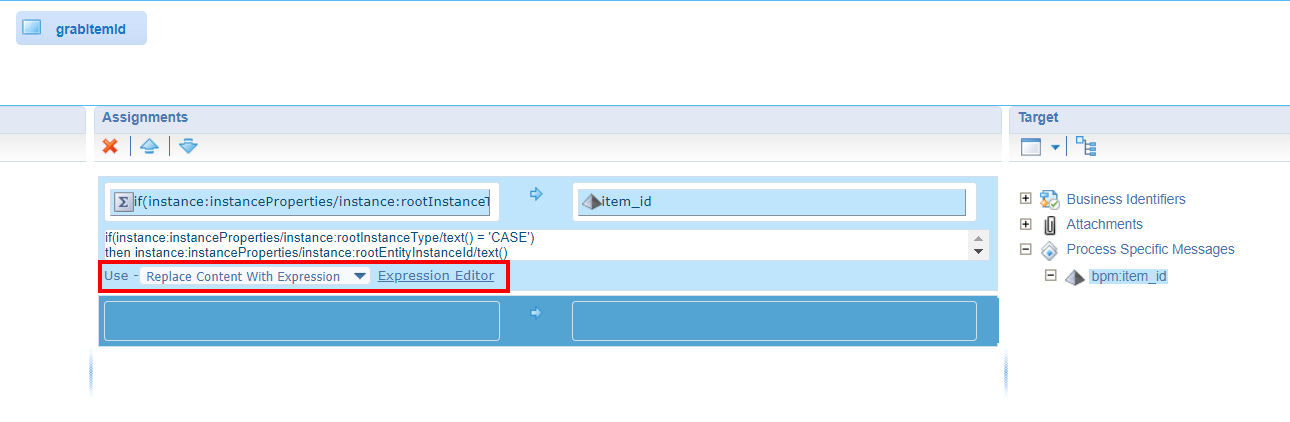 grabItemId
Assignments
Target
if(instance:instanceProperties/instance:rootInstanceT
item_id
if(instance:instanceProperties/instance:rootInstanceType/text() = 'CASE')
then instance:instanceProperties/instance:rootEntityInstanceId/text()
Use - Replace Content With Expression Expression Editor
Business Identifiers
Attachments
Process Specific Messages
bpm:item_id